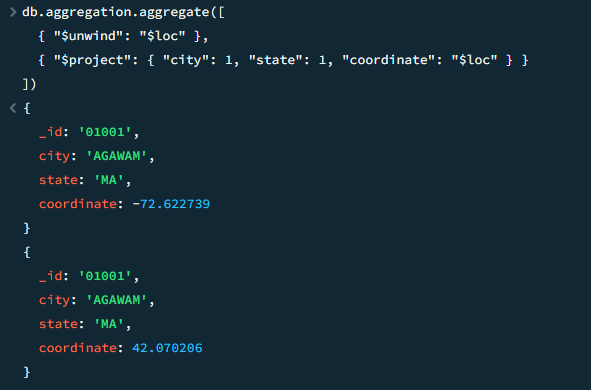 > db.aggregation.aggregate([
{ "$unwind": "$loc" },
{ "$project": { "city": 1, "state": 1, "coordinate": "$loc" } }
])
< {
_id: '01001',
city: 'AGAWAM',
state: 'MA',
coordinate: -72.622739
}
{
_id: '01001',
city: 'AGAWAM',
state: 'MA',
coordinate: 42.070206
}